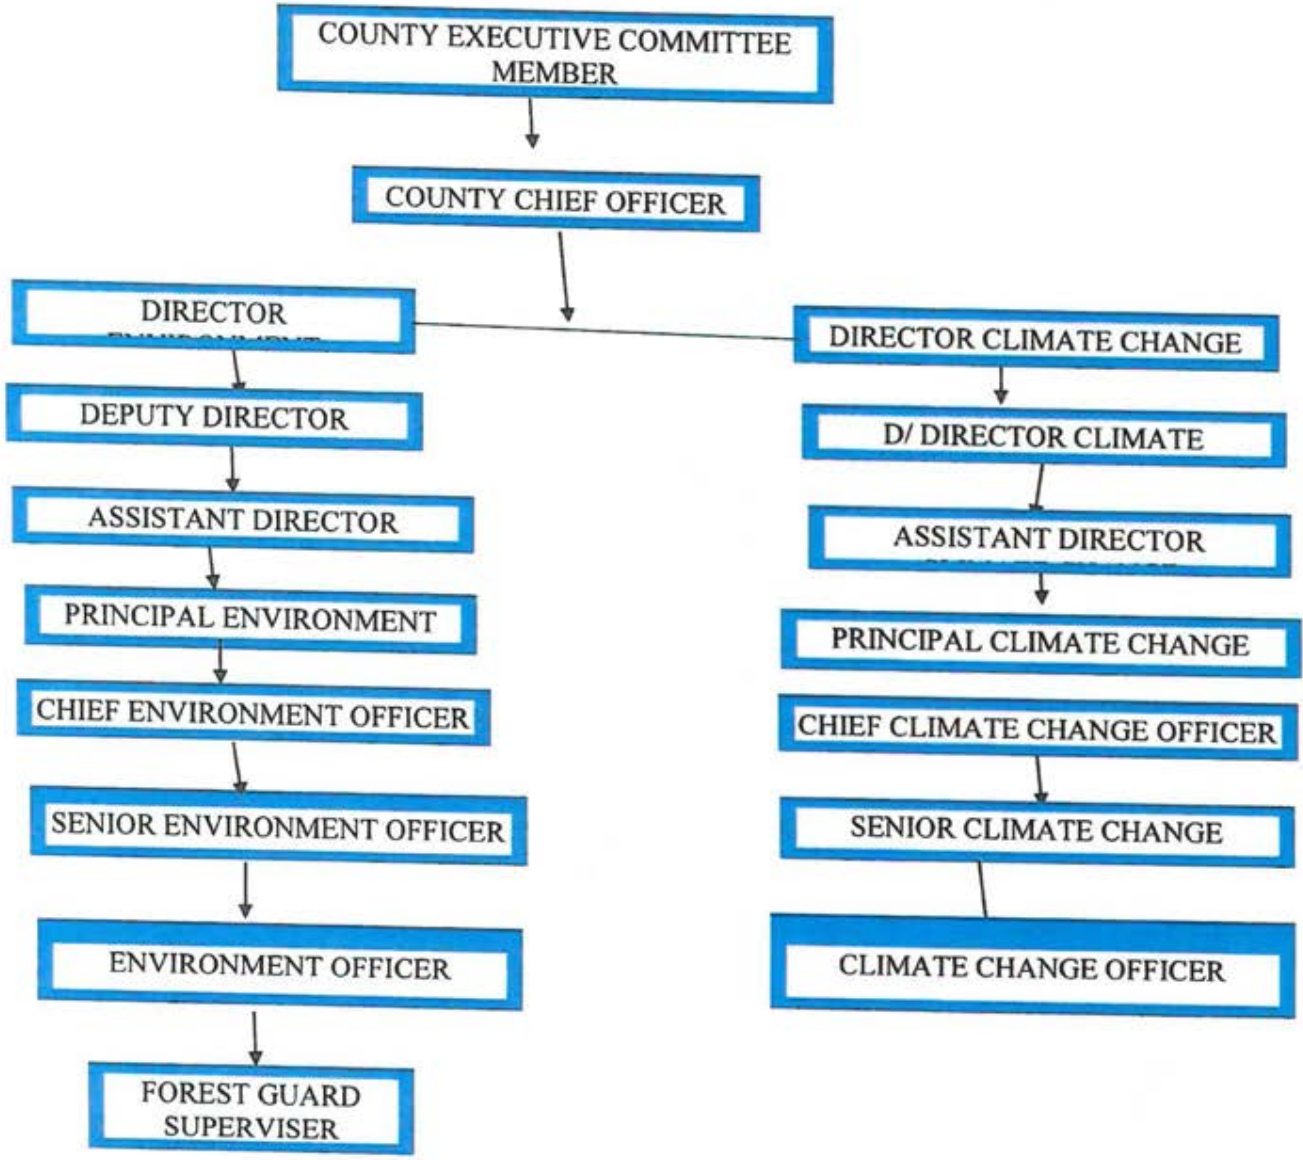 COUNTY EXECUTIVE COMMITTEE
MEMBER
COUNTY CHIEF OFFICER
DIRECTOR
DIRECTOR CLIMATE CHANGE
DEPUTY DIRECTOR
D/ DIRECTOR CLIMATE
ASSISTANT DIRECTOR
ASSISTANT DIRECTOR
PRINCIPAL ENVIRONMENT
PRINCIPAL CLIMATE CHANGE
CHIEF ENVIRONMENT OFFICER
CHIEF CLIMATE CHANGE OFFICER
SENIOR ENVIRONMENT OFFICER
SENIOR CLIMATE CHANGE
ENVIRONMENT OFFICER
CLIMATE CHANGE OFFICER
FOREST GUARD
SUPERVISER